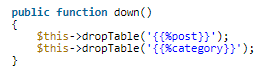 public function down()
{
$this->dropTable('{{%post}}');
$this->dropTable('{{%category}}');
}